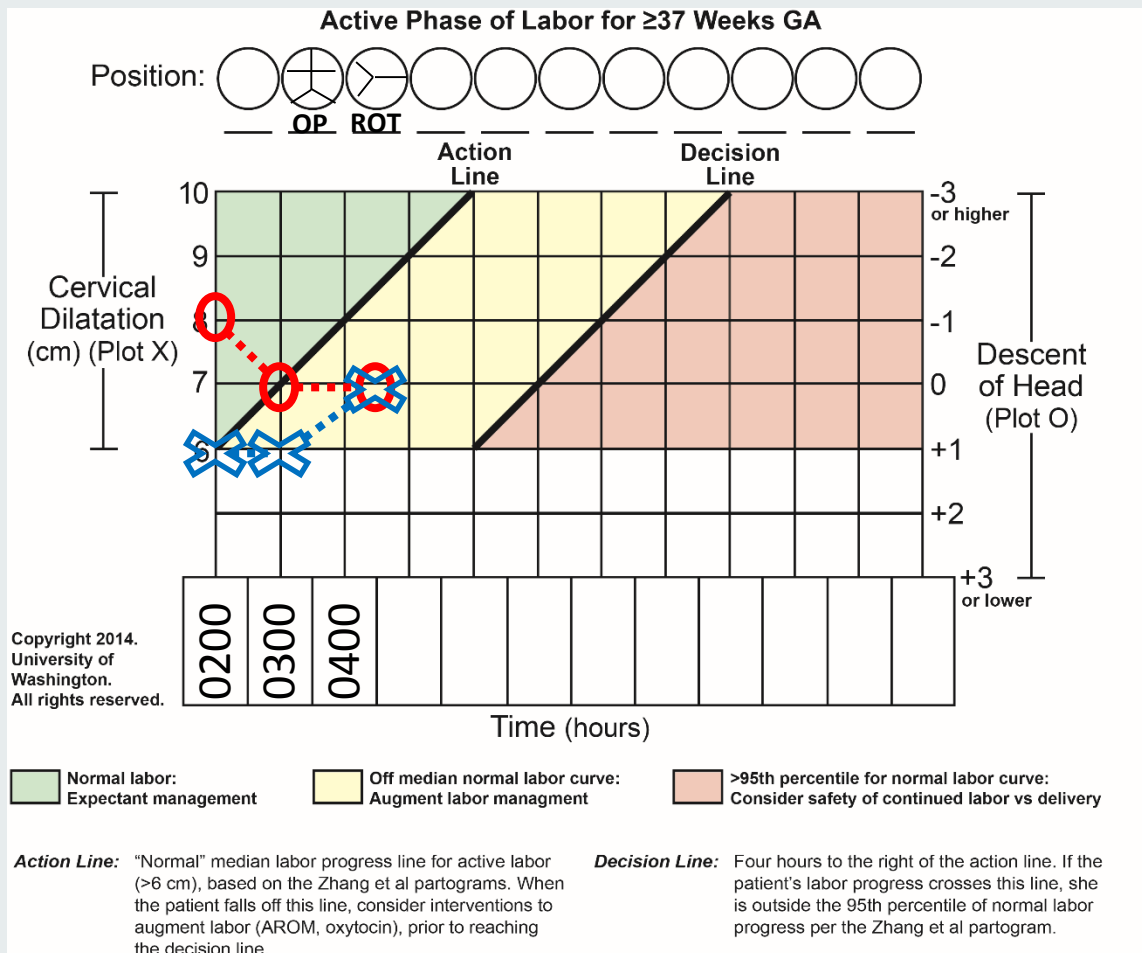 Active Phase of Labor for ≥37 Weeks GA
Position:
OP
ROT
Action
Line
Decision
Line
10
9
8
7
6
Cervical
Dilatation
(cm) (Plot X)
-3
or higher
-2
-1
0
+1
+2
+3
or lower
Descent
of Head
(Plot O)
0200
0300
0400
Copyright 2014.
University of
Washington.
All rights reserved.
Time (hours)
Normal labor:
Expectant management
Off median normal labor curve:
Augment labor managment
>95th percentile for normal labor curve:
Consider safety of continued labor vs delivery
Action Line: "Normal" median labor progress line for active labor
(>6 cm), based on the Zhang et al partograms. When
the patient falls off this line, consider interventions to
augment labor (AROM, oxytocin), prior to reaching
the decision line
Decision Line: Four hours to the right of the action line. If the
patient's labor progress crosses this line, she
is outside the 95th percentile of normal labor
progress per the Zhang et al partogram.